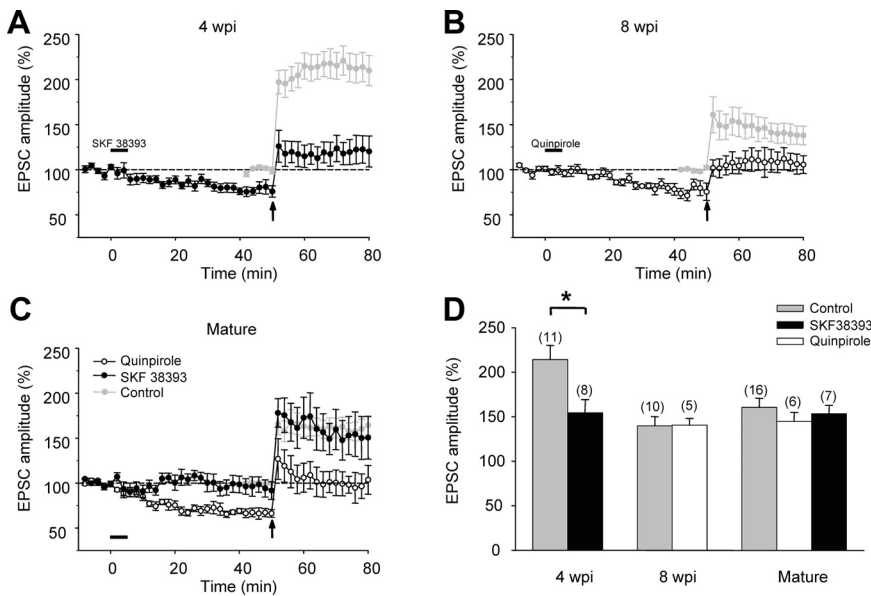 A
4 wpi
EPSC amplitude (%)
250
200
150
100
50
SKF 38393
0
20
40
60
80
Time (min)
B
8 wpi
EPSC amplitude (%)
250
200
150
100
50
Quinpirole
0
20
40
60
80
Time (min)
C
Mature
EPSC amplitude (%)
250
200
150
100
50
Quinpirole
SKF 38393
Control
0
20
40
60
80
Time (min)
D
Control
SKF38393
Quinpirole
EPSC amplitude (%)
250
200
150
100
50
0
*
(11)
(8)
(10)
(5)
(16)
(6)
(7)
4 wpi
8 wpi
Mature